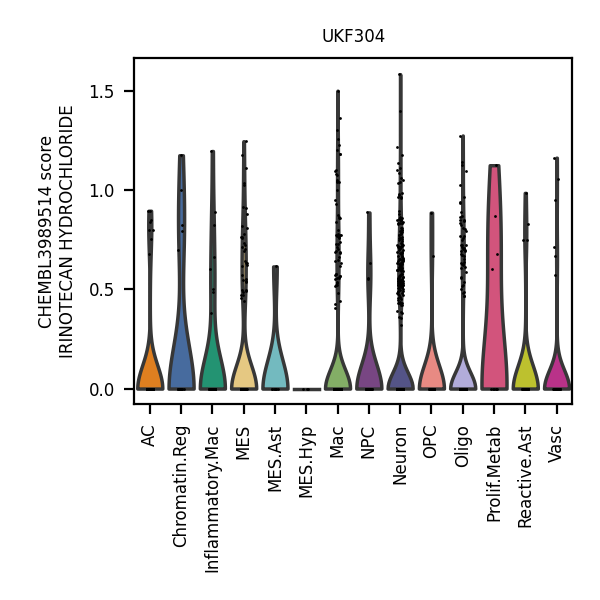 UKF304
CHEMBL3989514 score
IRINOTECAN HYDROCHLORIDE
1.5
1.0
0.5
0.0
AC
Chromatin.Reg
Inflammatory.Mac
MES
MES.Ast
MES.Hyp
Mac
NPC
Neuron
OPC
Oligo
Prolif.Metab
Reactive.Ast
Vasc